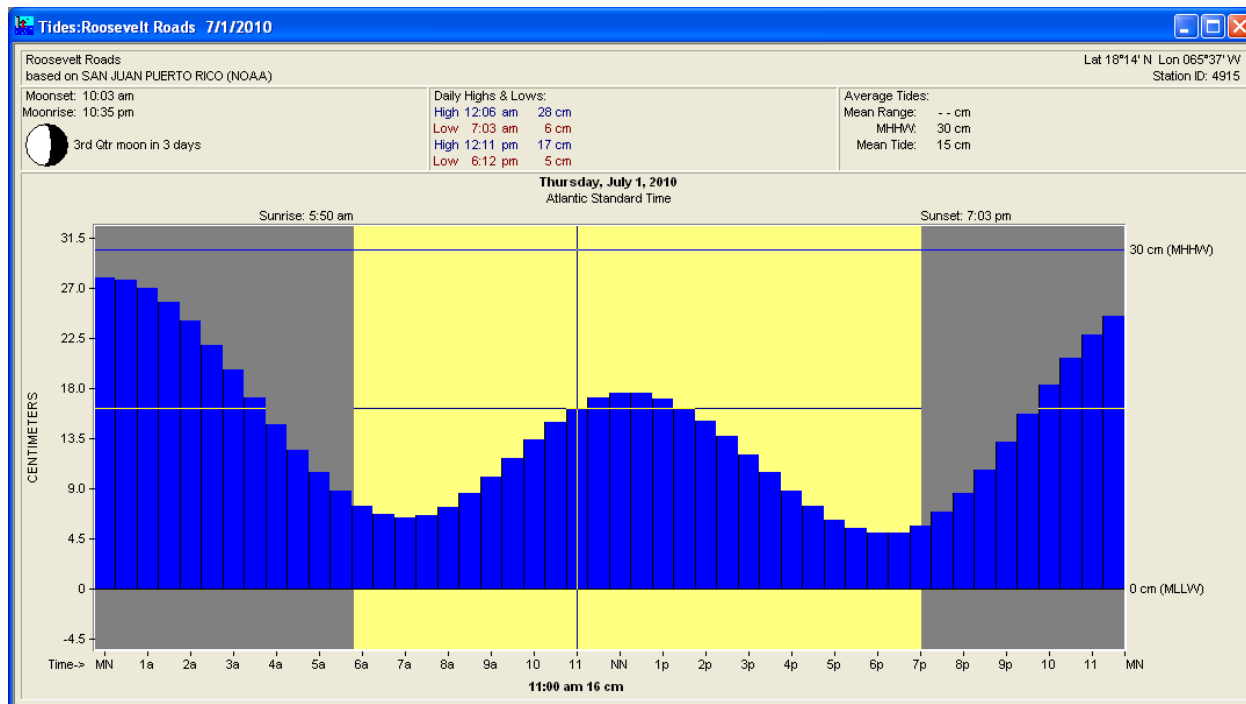 Tides:Roosevelt Roads 7/1/2010
Roosevelt Roads
based on SAN JUAN PUERTO RICO (NOAA)
Lat 18°14' N Lon 065°37' W
Station ID: 4915
Moonset: 10:03 am
Moonrise: 10:35 pm
3rd Qtr moon in 3 days
Daily Highs & Lows:
High 12:06 am 28 cm
Low 7:03 am 6 cm
High 12:11 pm 17 cm
Low 6:12 pm 5 cm
Average Tides:
Mean Range: - - cm
MHHW: 30 cm
Mean Tide: 15 cm
Thursday, July 1, 2010
Atlantic Standard Time
Sunrise: 5:50 am
Sunset: 7:03 pm
CENTIMETERS
31.5
27.0
22.5
18.0
13.5
9.0
4.5
0
-4.5
30 cm (MHHW)
0 cm (MLLW)
Time-> MN 1a 2a 3a 4a 5a 6a 7a 8a 9a 10 11 NN 1p 2p 3p 4p 5p 6p 7p 8p 9p 10 11 MN
11:00 am 16 cm